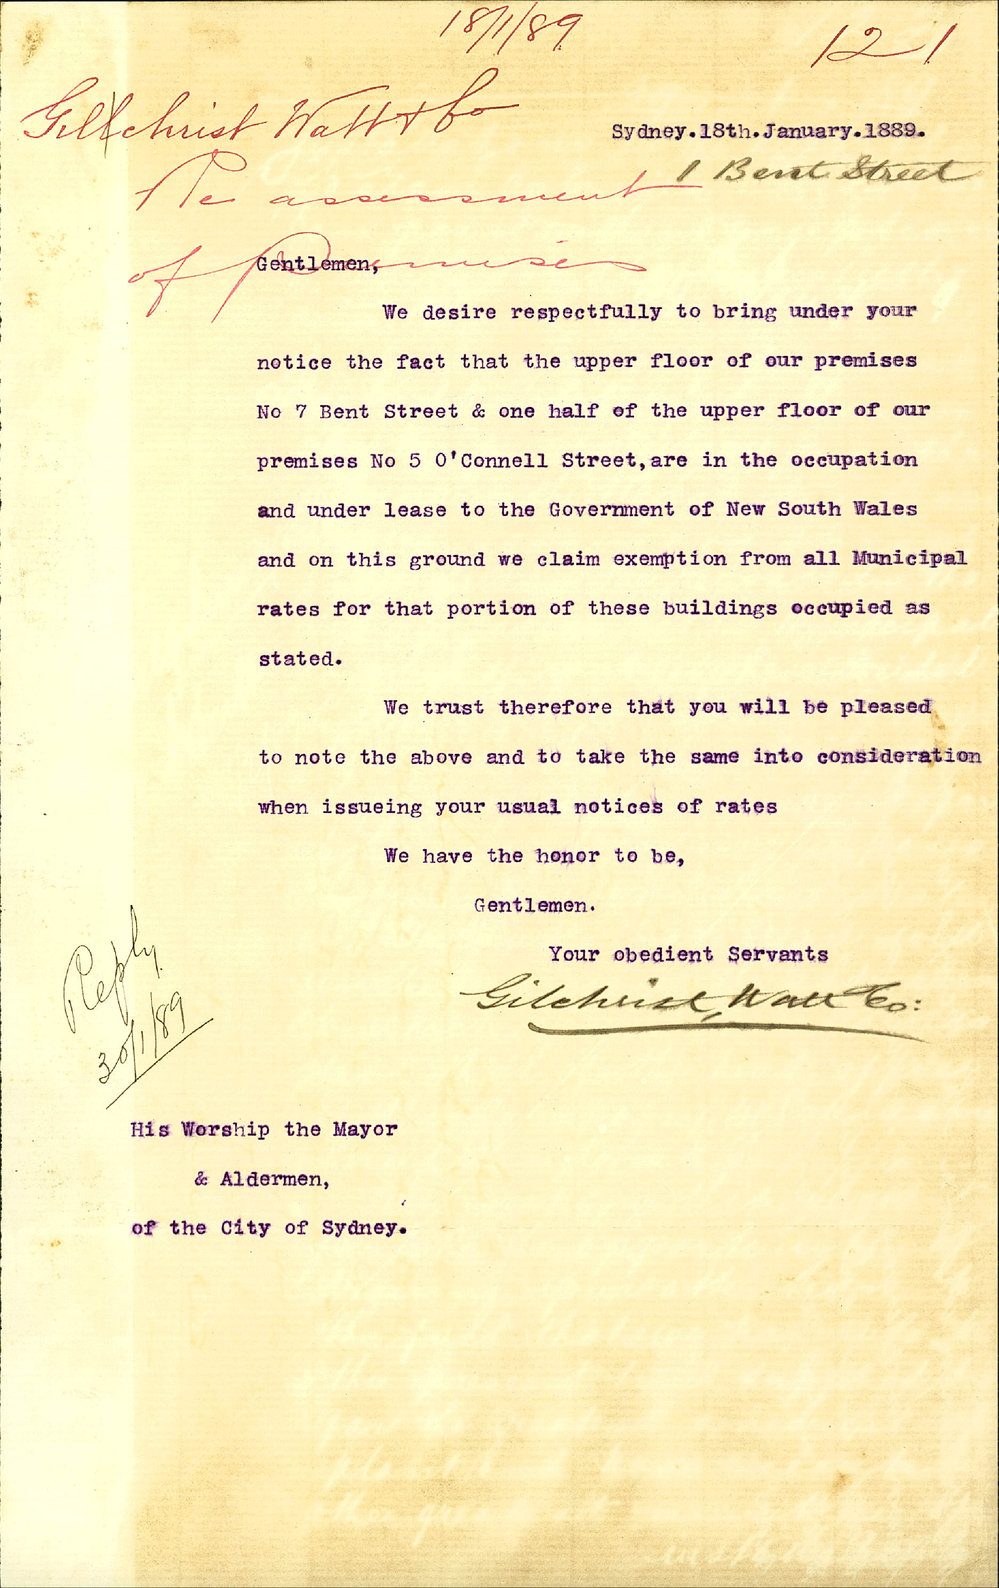 18/1/89
121
Gilchrist Watt & Co
Sydney.18th.January.1889.
1 Bent Street
Re assessment
of Premises
Gentlemen,
We desire respectfully to bring under your
notice the fact that the upper floor of our premises
No 7 Bent Street & one half of the upper floor of our
premises No 5 O'Connell Street,are in the occupation
and under lease to the Government of New South Wales
and on this ground we claim exemption from all Municipal
rates for that portion of these buildings occupied as
stated.
We trust therefore that you will be pleased
to note the above and to take the same into consideration
when issueing your usual notices of rates
We have the honor to be,
Gentlemen.
Your obedient Servants
Gilchrist, Watt Co:
Reply
30/1/89
His Worship the Mayor
& Aldermen,
of the City of Sydney.